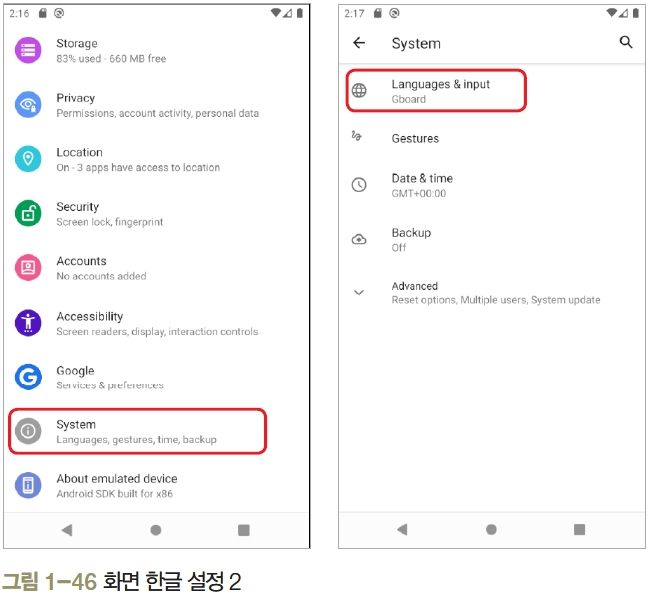 2:16
Storage
83% used - 660 MB free
Privacy
Permissions, account activity, personal data
Location
On - 3 apps have access to location
Security
Screen lock, fingerprint
Accounts
No accounts added
Accessibility
Screen readers, display, interaction controls
Google
Services & preferences
System
Languages, gestures, time, backup
About emulated device
Android SDK built for x86
2:17
System
Languages & input
Gboard
Gestures
Date & time
GMT+00:00
Backup
Off
Advanced
Reset options, Multiple users, System update
그림 1-46 화면 한글 설정 2